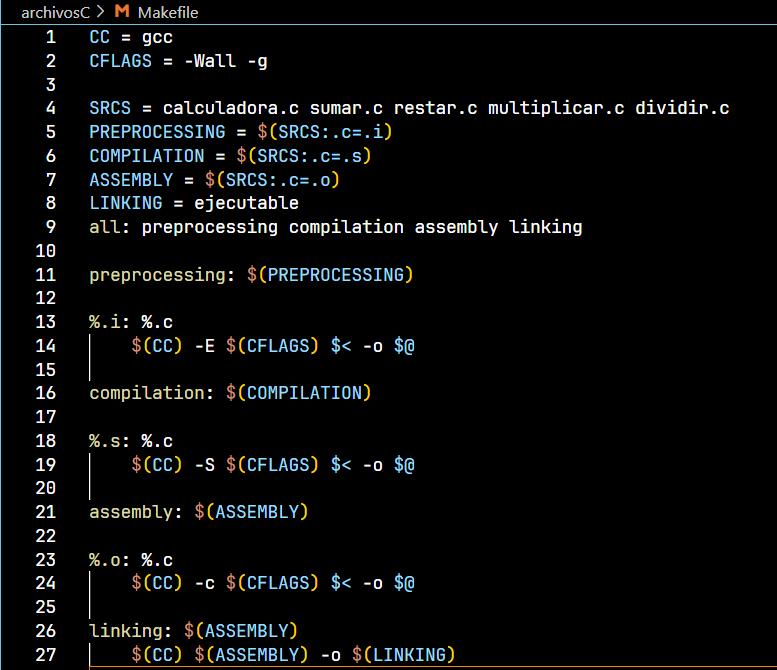 archivosC > M Makefile
1 CC = gcc
2 CFLAGS = -Wall -g
3
4 SRCS = calculadora.c sumar.c restar.c multiplicar.c dividir.c
5 PREPROCESSING = $(SRCS:.c=.i)
6 COMPILATION = $(SRCS:.c=.s)
7 ASSEMBLY = $(SRCS:.c=.o)
8 LINKING = ejecutable
9 all: preprocessing compilation assembly linking
10
11 preprocessing: $(PREPROCESSING)
12
13 %.i: %.c
14     $(CC) -E $(CFLAGS) $< -o $@
15
16 compilation: $(COMPILATION)
17
18 %.s: %.c
19     $(CC) -S $(CFLAGS) $< -o $@
20
21 assembly: $(ASSEMBLY)
22
23 %.o: %.c
24     $(CC) -c $(CFLAGS) $< -o $@
25
26 linking: $(ASSEMBLY)
27     $(CC) $(ASSEMBLY) -o $(LINKING)